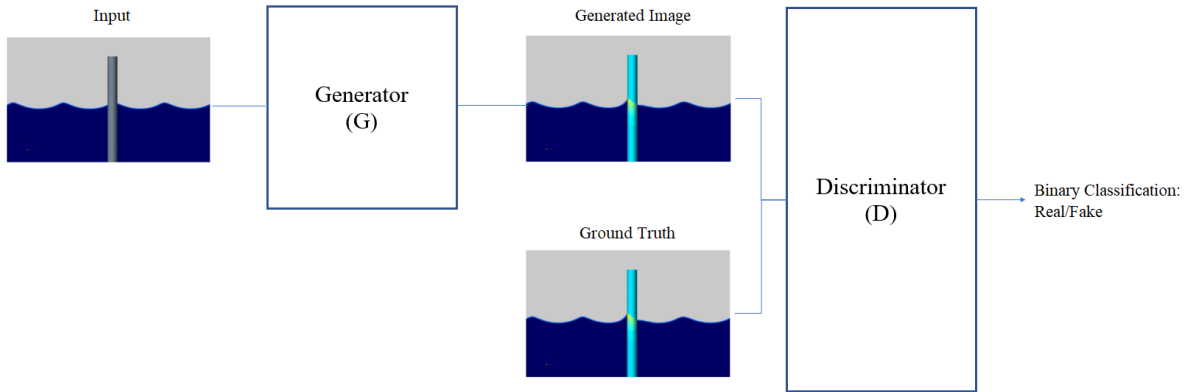 Input
Generator
(G)
Generated Image
Ground Truth
Discriminator
(D)
Binary Classification:
Real/Fake